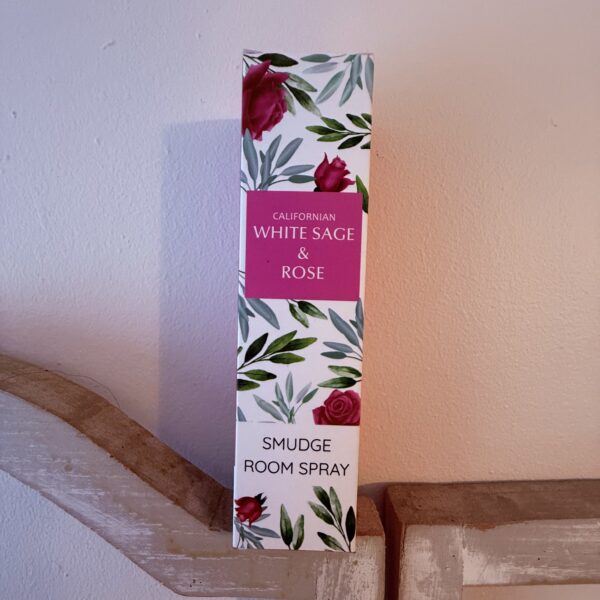 CALIFORNIAN
WHITE SAGE
&
ROSE
SMUDGE
ROOM SPRAY